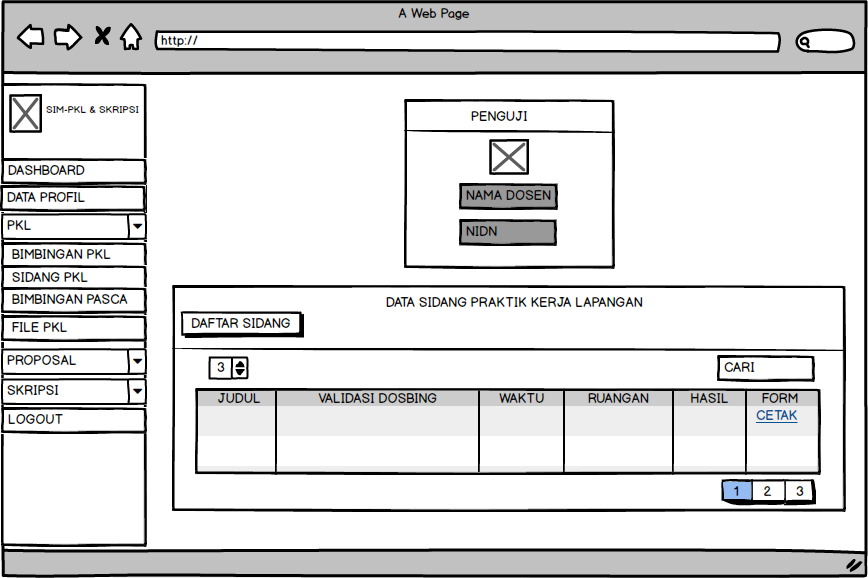 A Web Page
http://
SIM-PKL & SKRIPSI
DASHBOARD
DATA PROFIL
PKL
BIMBINGAN PKL
SIDANG PKL
BIMBINGAN PASCA
FILE PKL
PROPOSAL
SKRIPSI
LOGOUT
PENGUJI
NAMA DOSEN
NIDN
DATA SIDANG PRAKTIK KERJA LAPANGAN
DAFTAR SIDANG
3 CARI
JUDUL VALIDASI DOSBING WAKTU RUANGAN HASIL FORM
CETAK
1 2 3